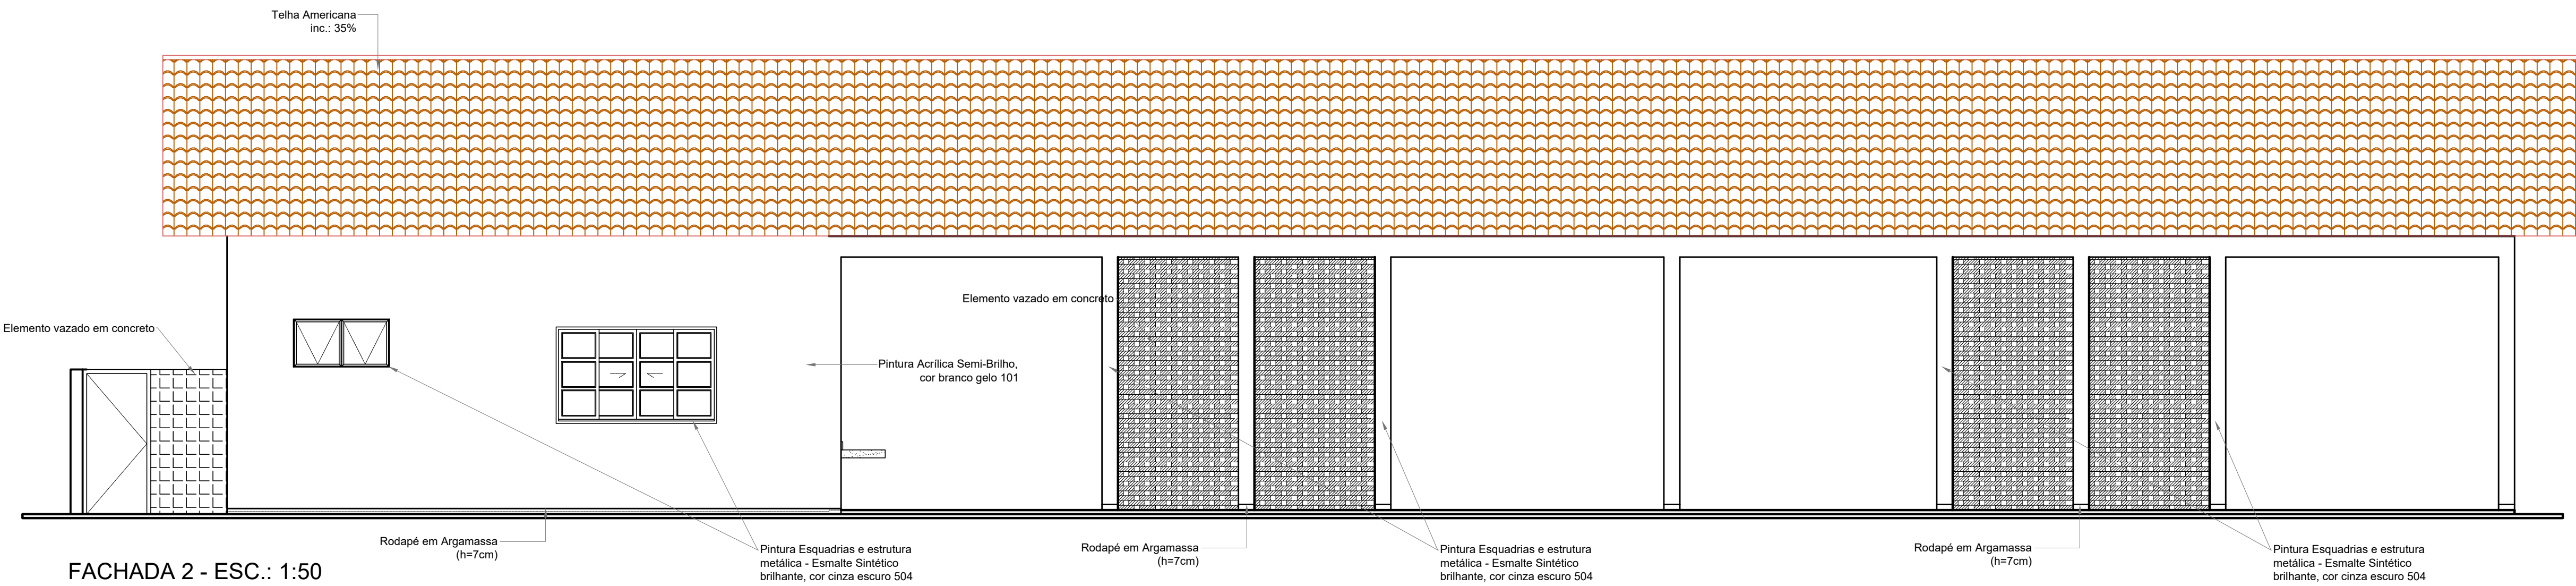 Telha Americana
inc.: 35%
Elemento vazado em concreto
Elemento vazado em concreto
Pintura Acrílica Semi-Brilho,
cor branco gelo 101
Rodapé em Argamassa
(h=7cm)
Pintura Esquadrias e estrutura
metálica - Esmalte Sintético
brilhante, cor cinza escuro 504
Rodapé em Argamassa
(h=7cm)
Pintura Esquadrias e estrutura
metálica - Esmalte Sintético
brilhante, cor cinza escuro 504
Rodapé em Argamassa
(h=7cm)
Pintura Esquadrias e estrutura
metálica - Esmalte Sintético
brilhante, cor cinza escuro 504
FACHADA 2 - ESC.: 1:50